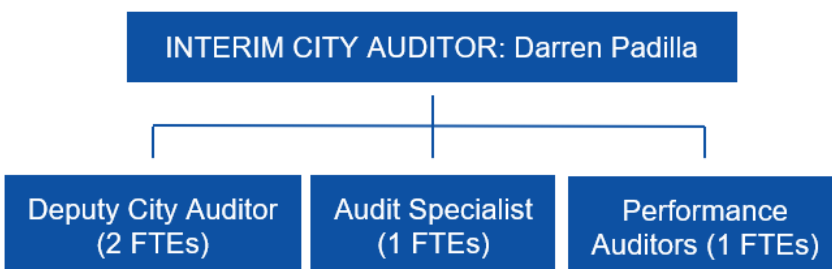 INTERIM CITY AUDITOR: Darren Padilla
Deputy City Auditor
(2 FTEs)
Audit Specialist
(1 FTEs)
Performance
Auditors (1 FTEs)